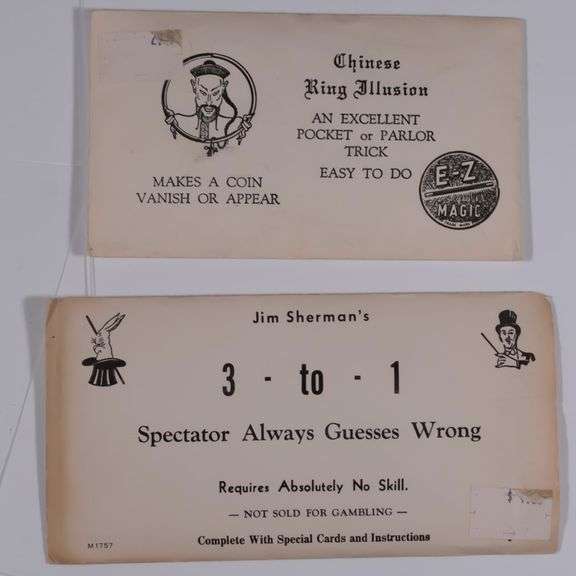 Chinese
Ring Illusion
AN EXCELLENT
POCKET or PARLOR
TRICK
EASY TO DO
MAKES A COIN
VANISH OR APPEAR
E-Z
MAGIC
TRADE MARK
Jim Sherman's
3 - to - 1
Spectator Always Guesses Wrong
Requires Absolutely No Skill.
— NOT SOLD FOR GAMBLING —
Complete With Special Cards and Instructions
M1757